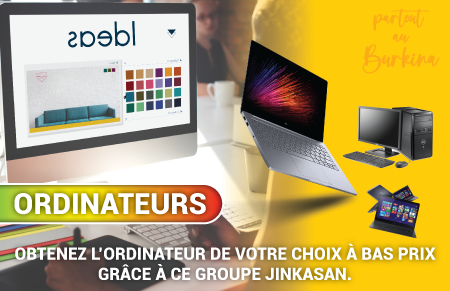 Ideas
partout
au
Burkina
ORDINATEURS
OBTENEZ L'ORDINATEUR DE VOTRE CHOIX À BAS PRIX
GRÂCE À CE GROUPE JINKASAN.